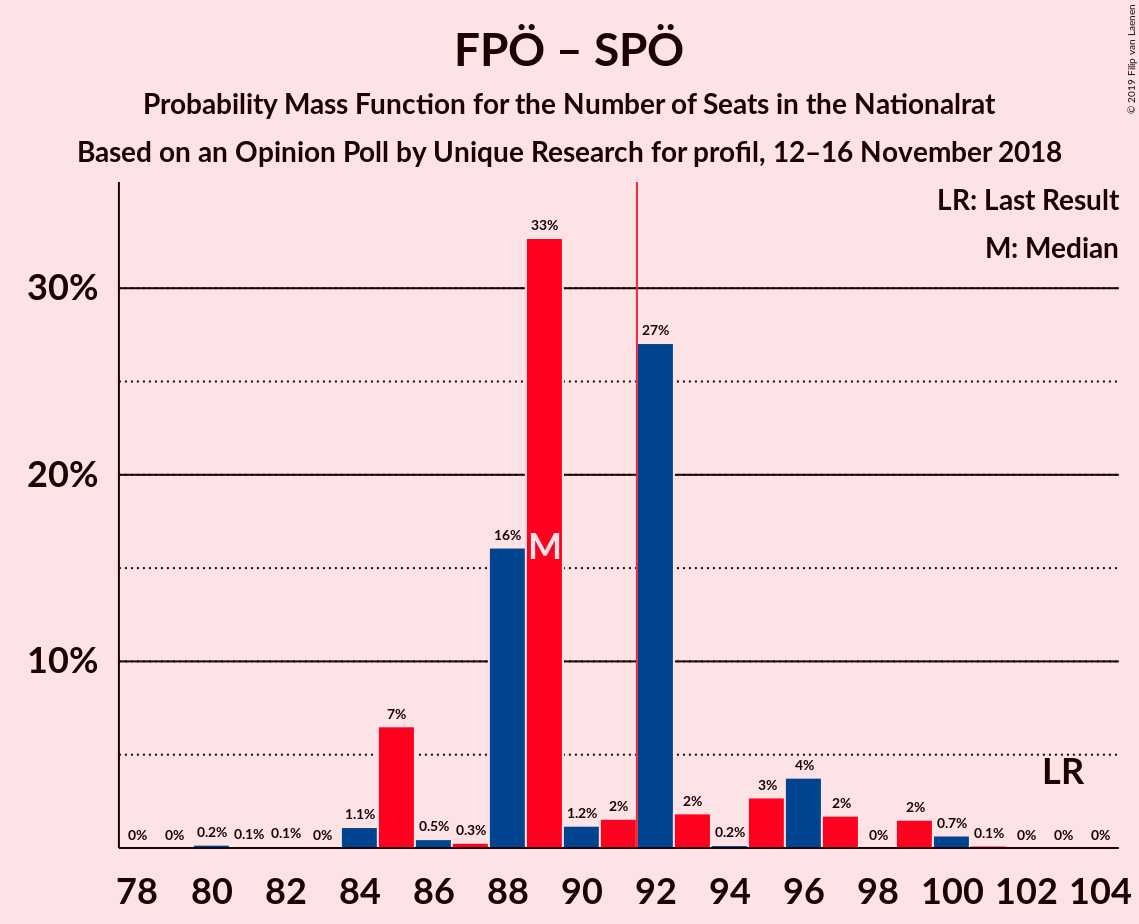 FPÖ – SPÖ
Probability Mass Function for the Number of Seats in the Nationalrat
Based on an Opinion Poll by Unique Research for profil, 12–16 November 2018
© 2019 Filip van Laenen
LR: Last Result
M: Median
30%
20%
10%
0% 0% 0.2% 0.1% 0.1% 0% 1.1% 7% 0.5% 0.3% 16% 33% 1.2% 2% 27% 2% 0.2% 3% 4% 2% 0% 2% 0.7% 0.1% 0% 0% 0%
M
LR
78 80 82 84 86 88 90 92 94 96 98 100 102 104